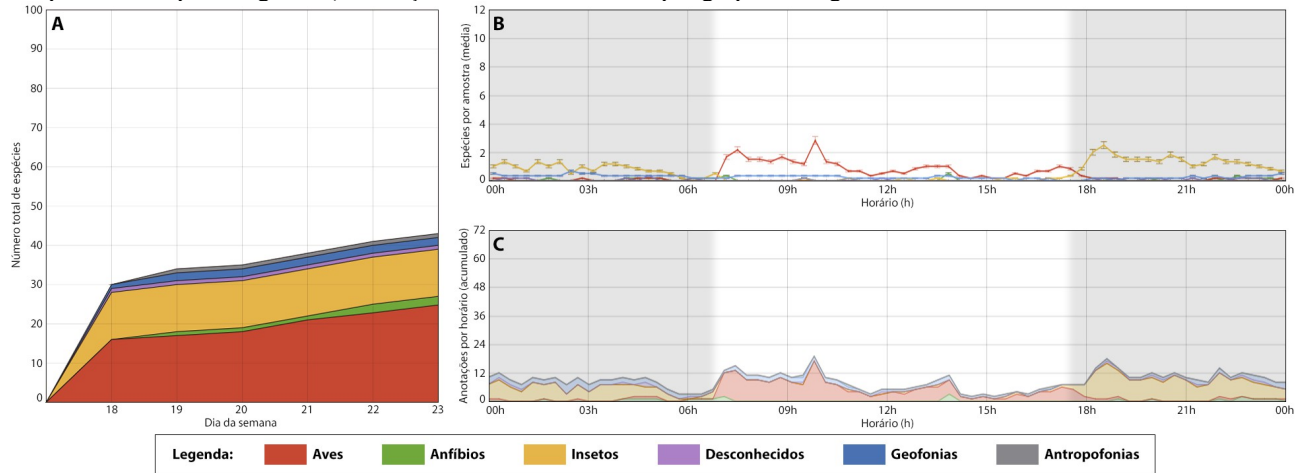 A
Número total de espécies
100
90
80
70
60
50
40
30
20
10
0
18 19 20 21 22 23
Dia da semana
B
Espécies por amostra (média)
12
10
8
6
4
2
0
00h 03h 06h 09h 12h 15h 18h 21h 00h
Horário (h)
C
Anotações por horário (acumulado)
72
60
48
36
24
12
0
00h 03h 06h 09h 12h 15h 18h 21h 00h
Horário (h)
Legenda: Aves Anfíbios Insetos Desconhecidos Geofonias Antropofonias